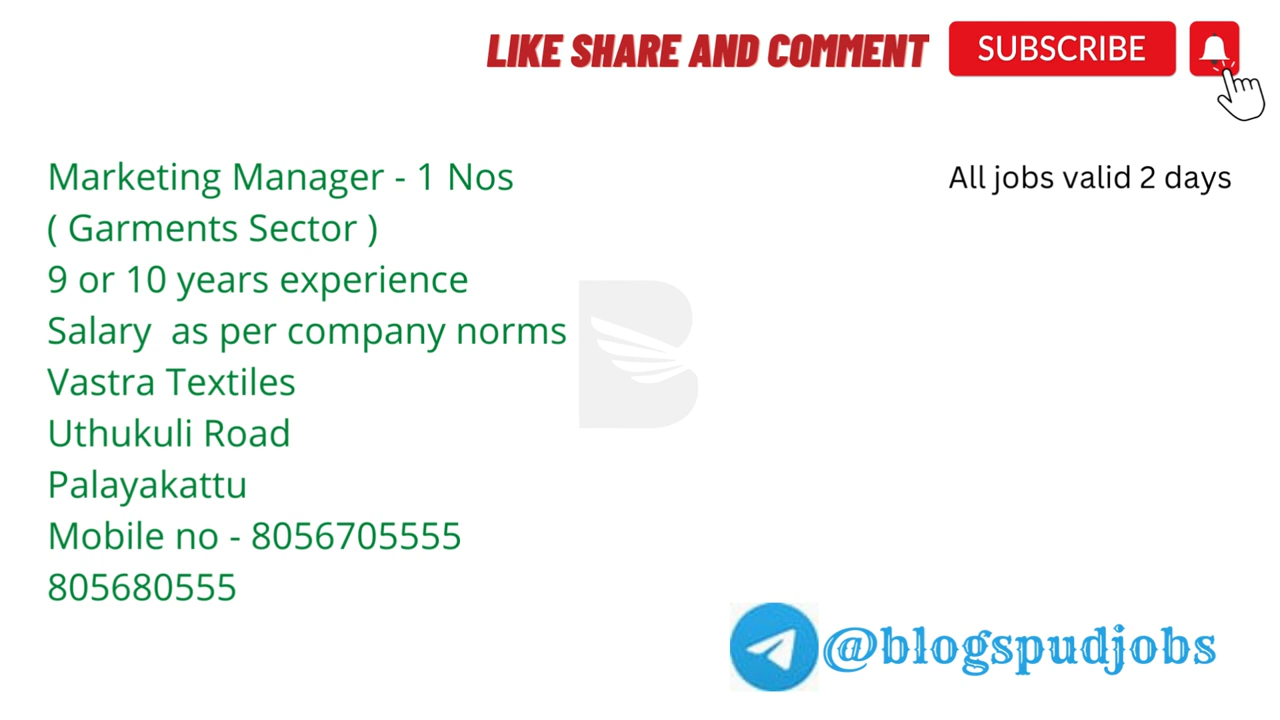 LIKE SHARE AND COMMENT
SUBSCRIBE
Marketing Manager - 1 Nos
( Garments Sector )
9 or 10 years experience
Salary  as per company norms
Vastra Textiles
Uthukuli Road
Palayakattu
Mobile no - 8056705555
805680555
All jobs valid 2 days
@blogspudjobs